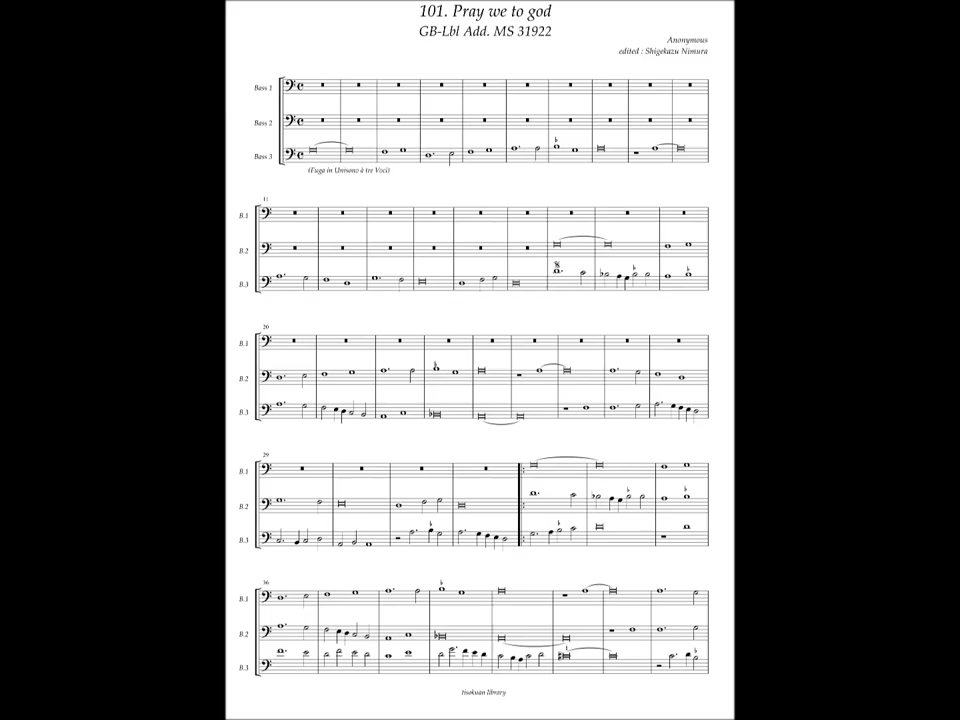 101. Pray we to god
GB-Lbl Add. MS 31922
Anonymous
edited : Shigekazu Nimura
Bass 1
Bass 2
Bass 3
(Fuga in Unisono à tre Voci)
11
B.1
B.2
B.3
20
B.1
B.2
B.3
29
B.1
B.2
B.3
36
B.1
B.2
B.3
tisokuan library